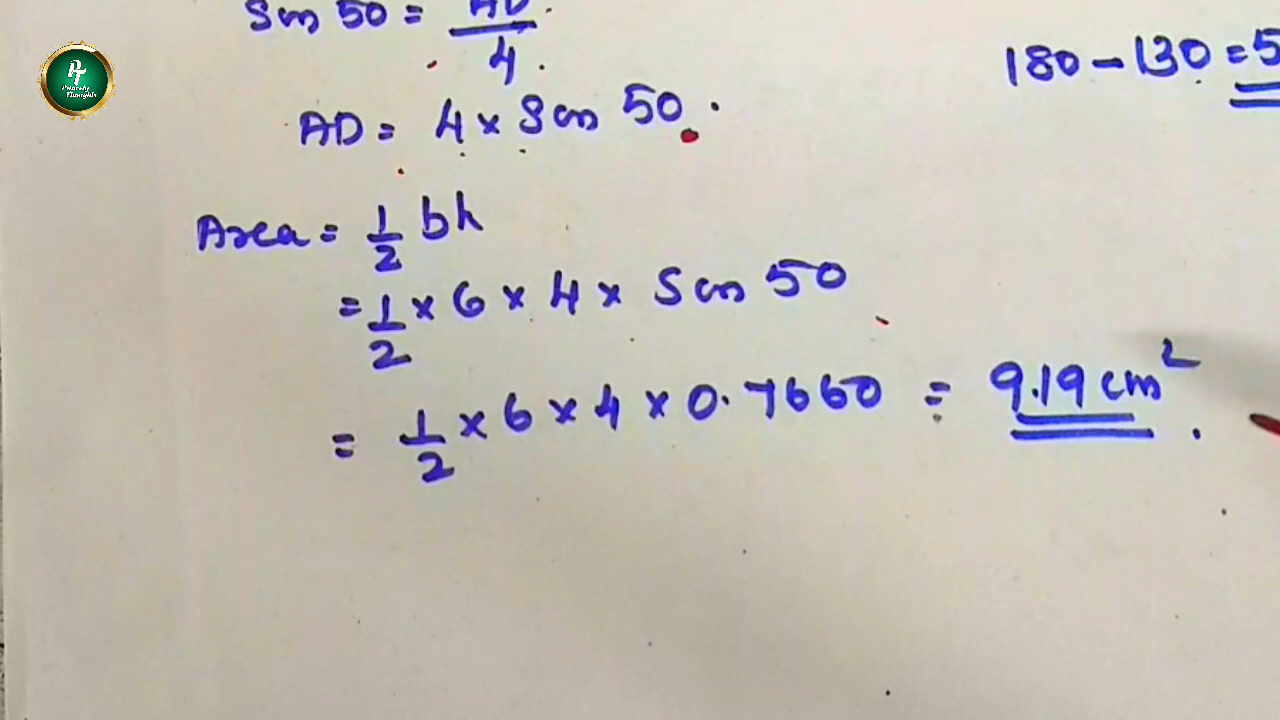 Sin 50 = AD / 4
180 - 130 = 5
AD = 4 × Sin 50
Area = 1/2 bh
= 1/2 × 6 × 4 × Sin 50
= 1/2 × 6 × 4 × 0.7660 = 9.19 cm²